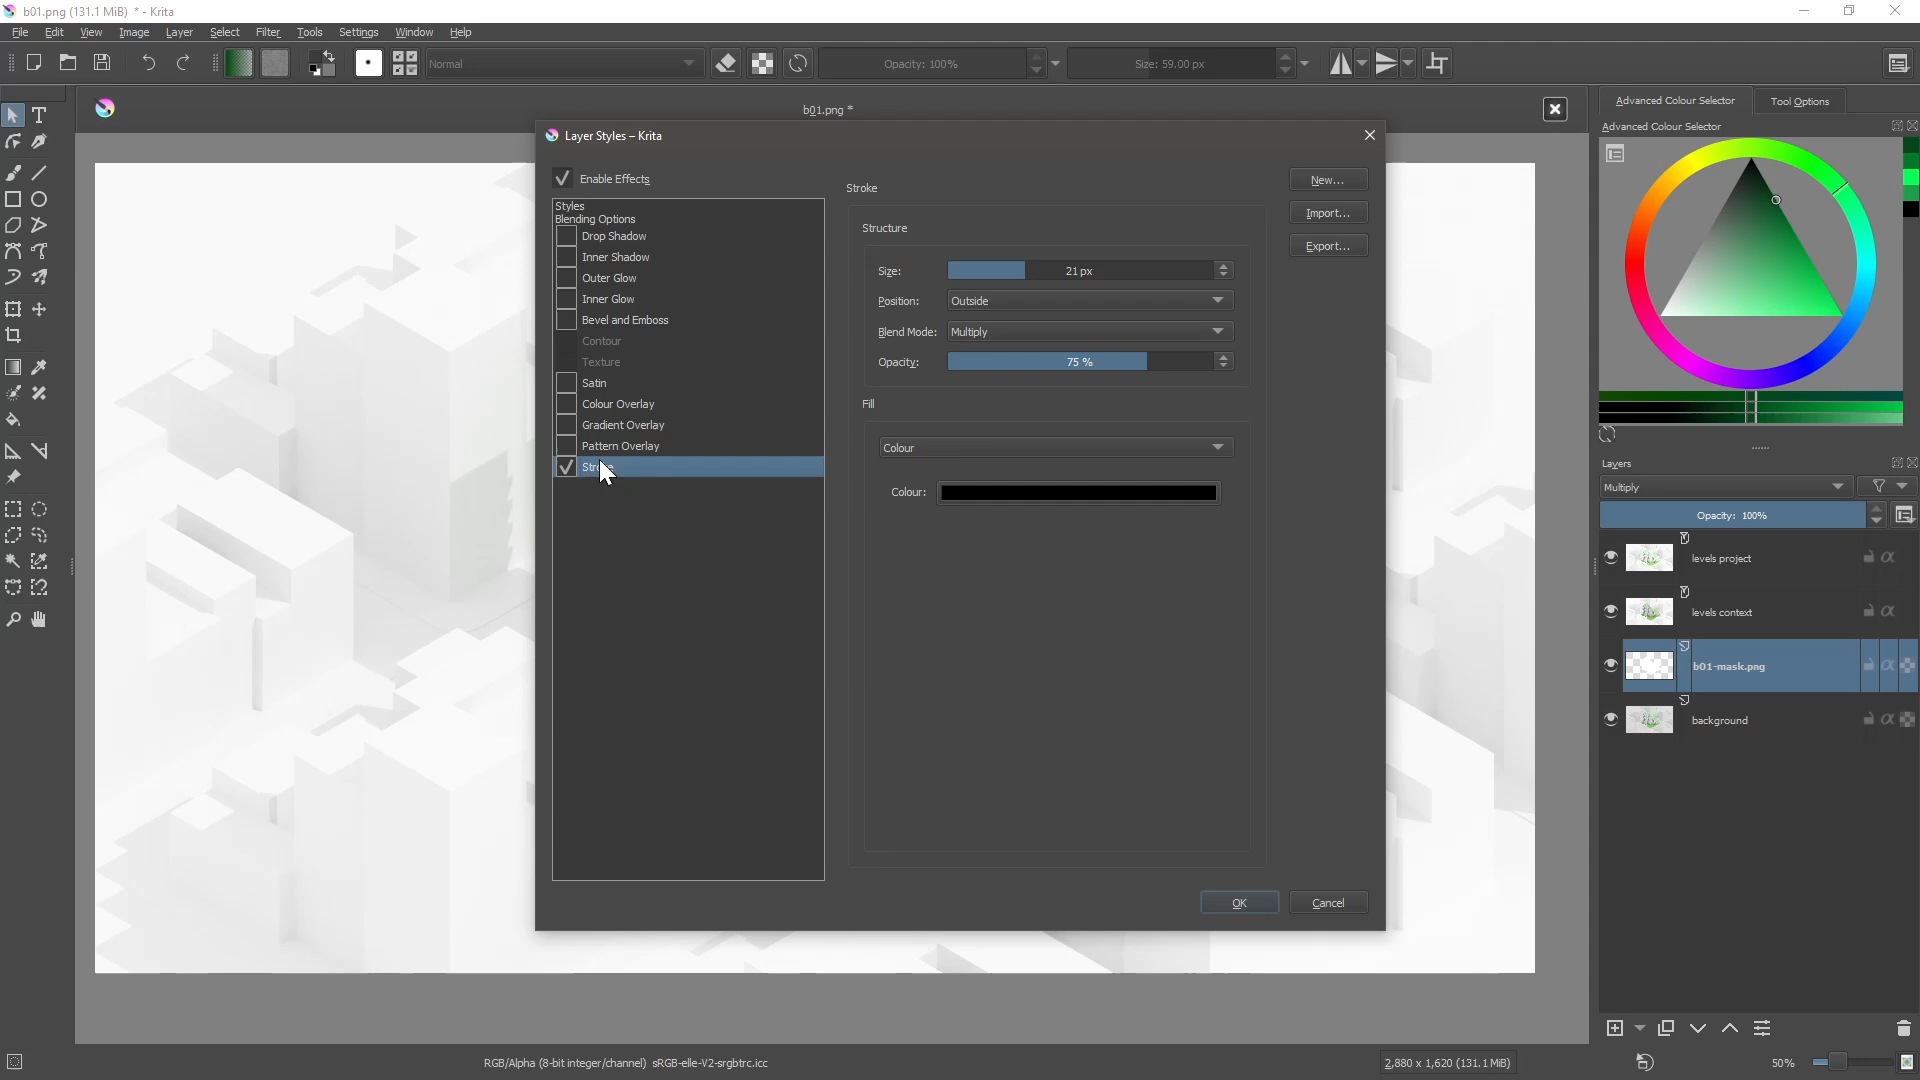 b01.png (131.1 MiB) * - Krita
File Edit View Image Layer Select Filter Tools Settings Window Help
Normal
Opacity: 100%
Size: 59.00 px
b01.png *
Advanced Colour Selector
Tool Options
Advanced Colour Selector
Layer Styles – Krita
Enable Effects
Styles
Blending Options
Drop Shadow
Inner Shadow
Outer Glow
Inner Glow
Bevel and Emboss
Contour
Texture
Satin
Colour Overlay
Gradient Overlay
Pattern Overlay
Stroke
Structure
Size: 21 px
Position: Outside
Blend Mode: Multiply
Opacity: 75 %
Fill
Colour
Colour:
New...
Import...
Export...
OK
Cancel
Layers
Multiply
Opacity: 100%
levels project
levels context
b01-mask.png
background
RGB/Alpha (8-bit integer/channel) sRGB-elle-V2-srgbtrc.icc
2,880 x 1,620 (131.1 MiB)
50%